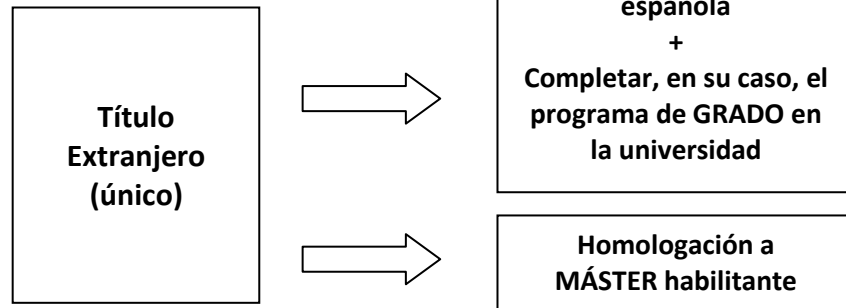 Título
Extranjero
(único)
española
+
Completar, en su caso, el
programa de GRADO en
la universidad
Homologación a
MÁSTER habilitante